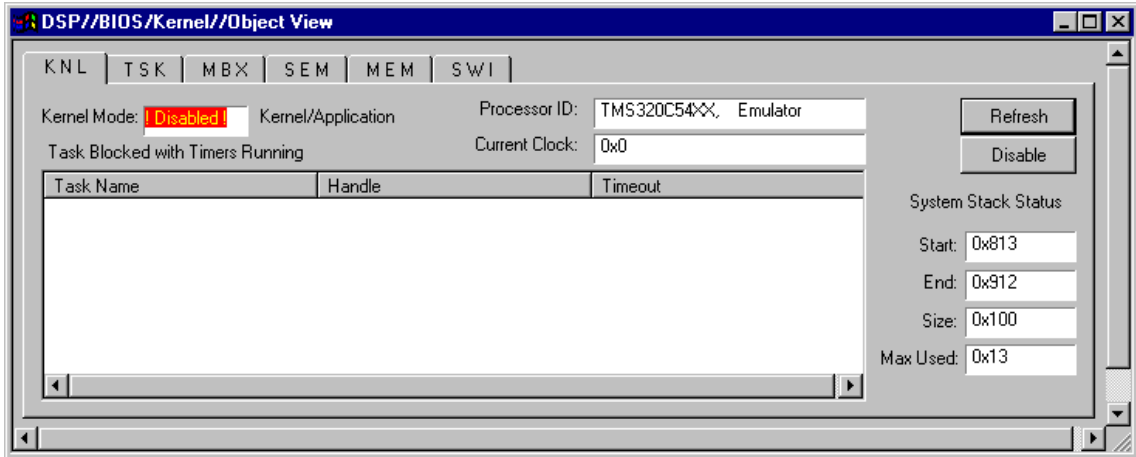 DSP//BIOS/Kernel//Object View
KNL TSK MBX SEM MEM SWI
Kernel Mode: ! Disabled ! Kernel/Application Processor ID: TMS320C54XX, Emulator Refresh
Task Blocked with Timers Running Current Clock: 0x0 Disable
Task Name Handle Timeout
System Stack Status
Start: 0x813
End: 0x912
Size: 0x100
Max Used: 0x13